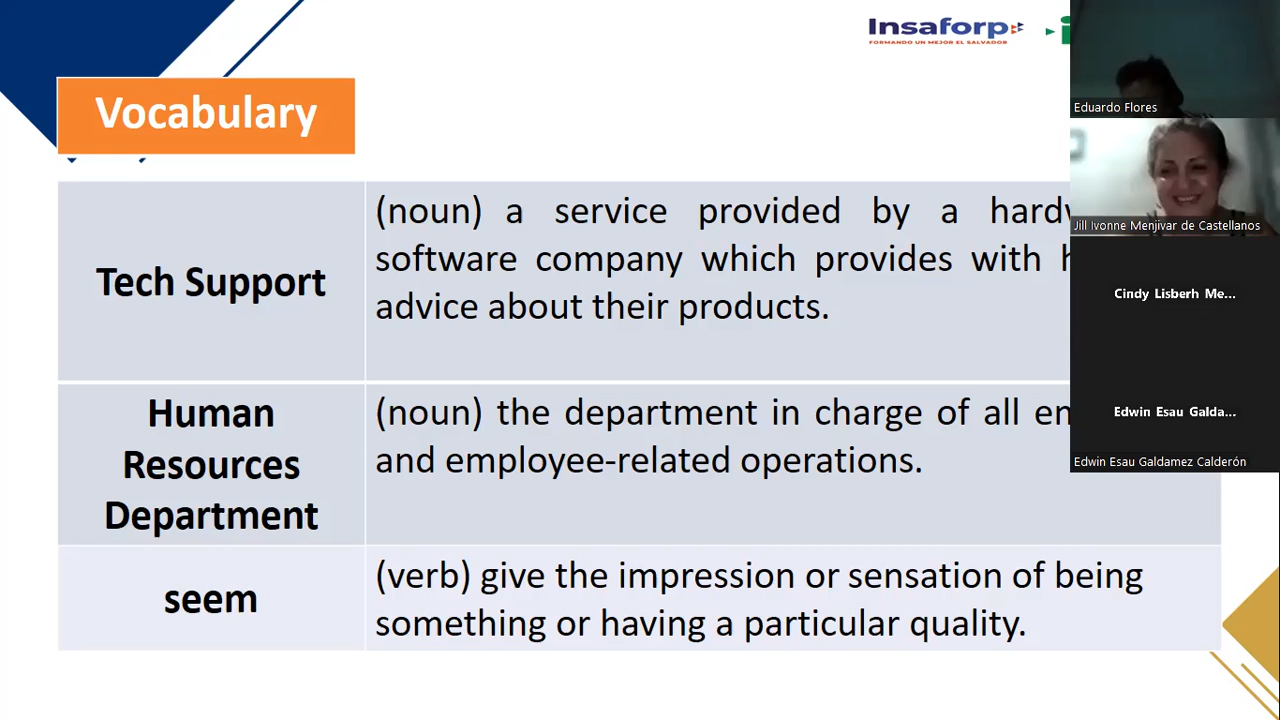 Insaforp
FORMANDO UN MEJOR EL SALVADOR
Vocabulary
Tech Support
(noun) a service provided by a
software company which provides with
advice about their products.
Human
Resources
Department
(noun) the department in charge of all
and employee-related operations.
seem
(verb) give the impression or sensation of being
something or having a particular quality.
Eduardo Flores
Jill Ivonne Menjivar de Castellanos
Cindy Lisberh Me...
Edwin Esau Galda...
Edwin Esau Galdamez Calderón